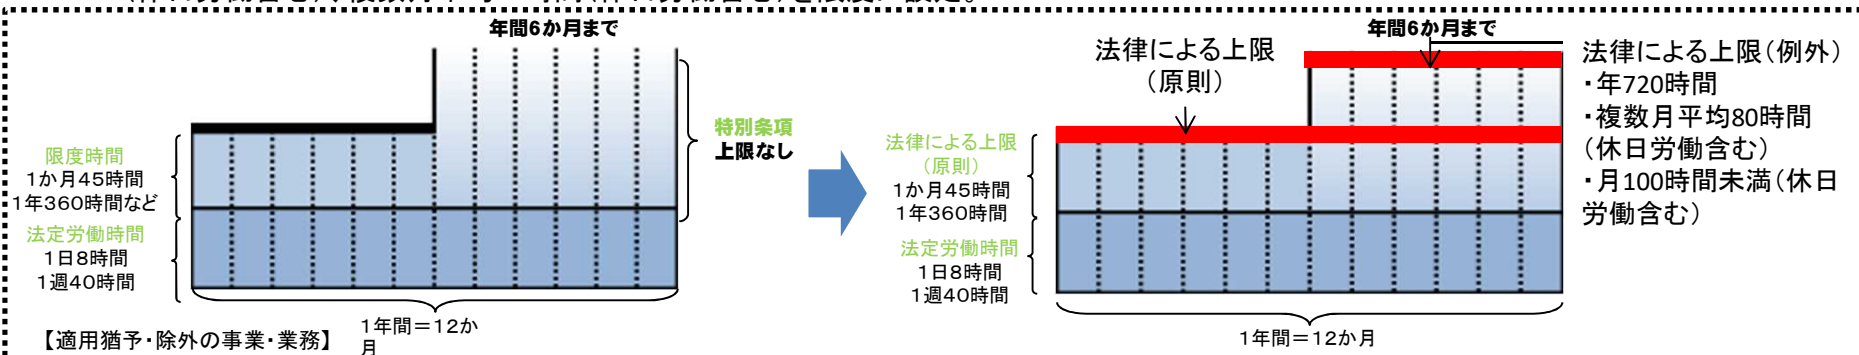 年間6か月まで
特別条項
上限なし
限度時間
1か月45時間
1年360時間など
法定労働時間
1日8時間
1週40時間
1年間＝12か
月
【適用猶予・除外の事業・業務】
年間6か月まで
法律による上限
（原則）
法律による上限（例外）
・年720時間
・複数月平均80時間
（休日労働含む）
・月100時間未満（休日
労働含む）
法律による上限
（原則）
1か月45時間
1年360時間
法定労働時間
1日8時間
1週40時間
1年間＝12か月